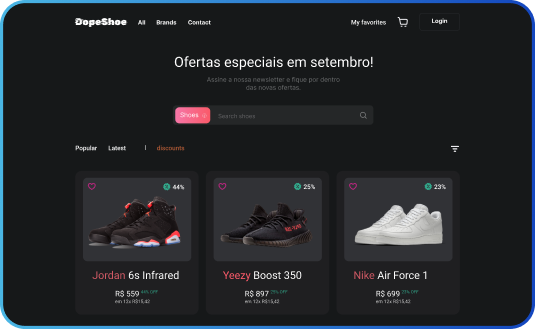 DopeShoe All Brands Contact My favorites Login
Ofertas especiais em setembro!
Assine a nossa newsletter e fique por dentro
das novas ofertas.
Shoes Search shoes
Popular Latest | discounts
44%
25%
23%
Jordan 6s Infrared
Yeezy Boost 350
Nike Air Force 1
R$ 559 44% OFF
em 12x R$15,42
R$ 897 25% OFF
em 12x R$15,42
R$ 699 23% OFF
em 12x R$15,42